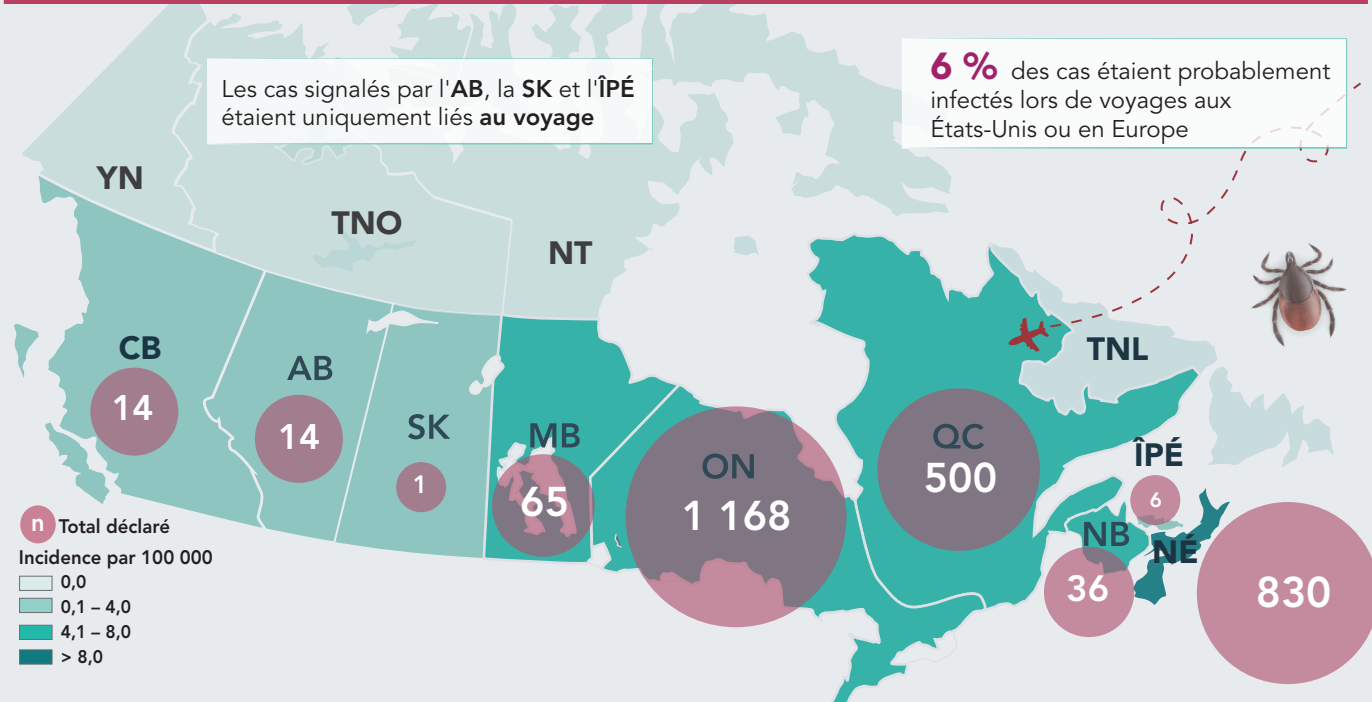 Les cas signalés par l'AB, la SK et l'ÎPÉ
étaient uniquement liés au voyage
6 % des cas étaient probablement
infectés lors de voyages aux
États-Unis ou en Europe
YN
TNO
NT
TNL
CB
14
AB
14
SK
1
MB
65
ON
1 168
QC
500
ÎPÉ
6
NB
36
NÉ
830
n Total déclaré
Incidence par 100 000
0,0
0,1 – 4,0
4,1 – 8,0
> 8,0